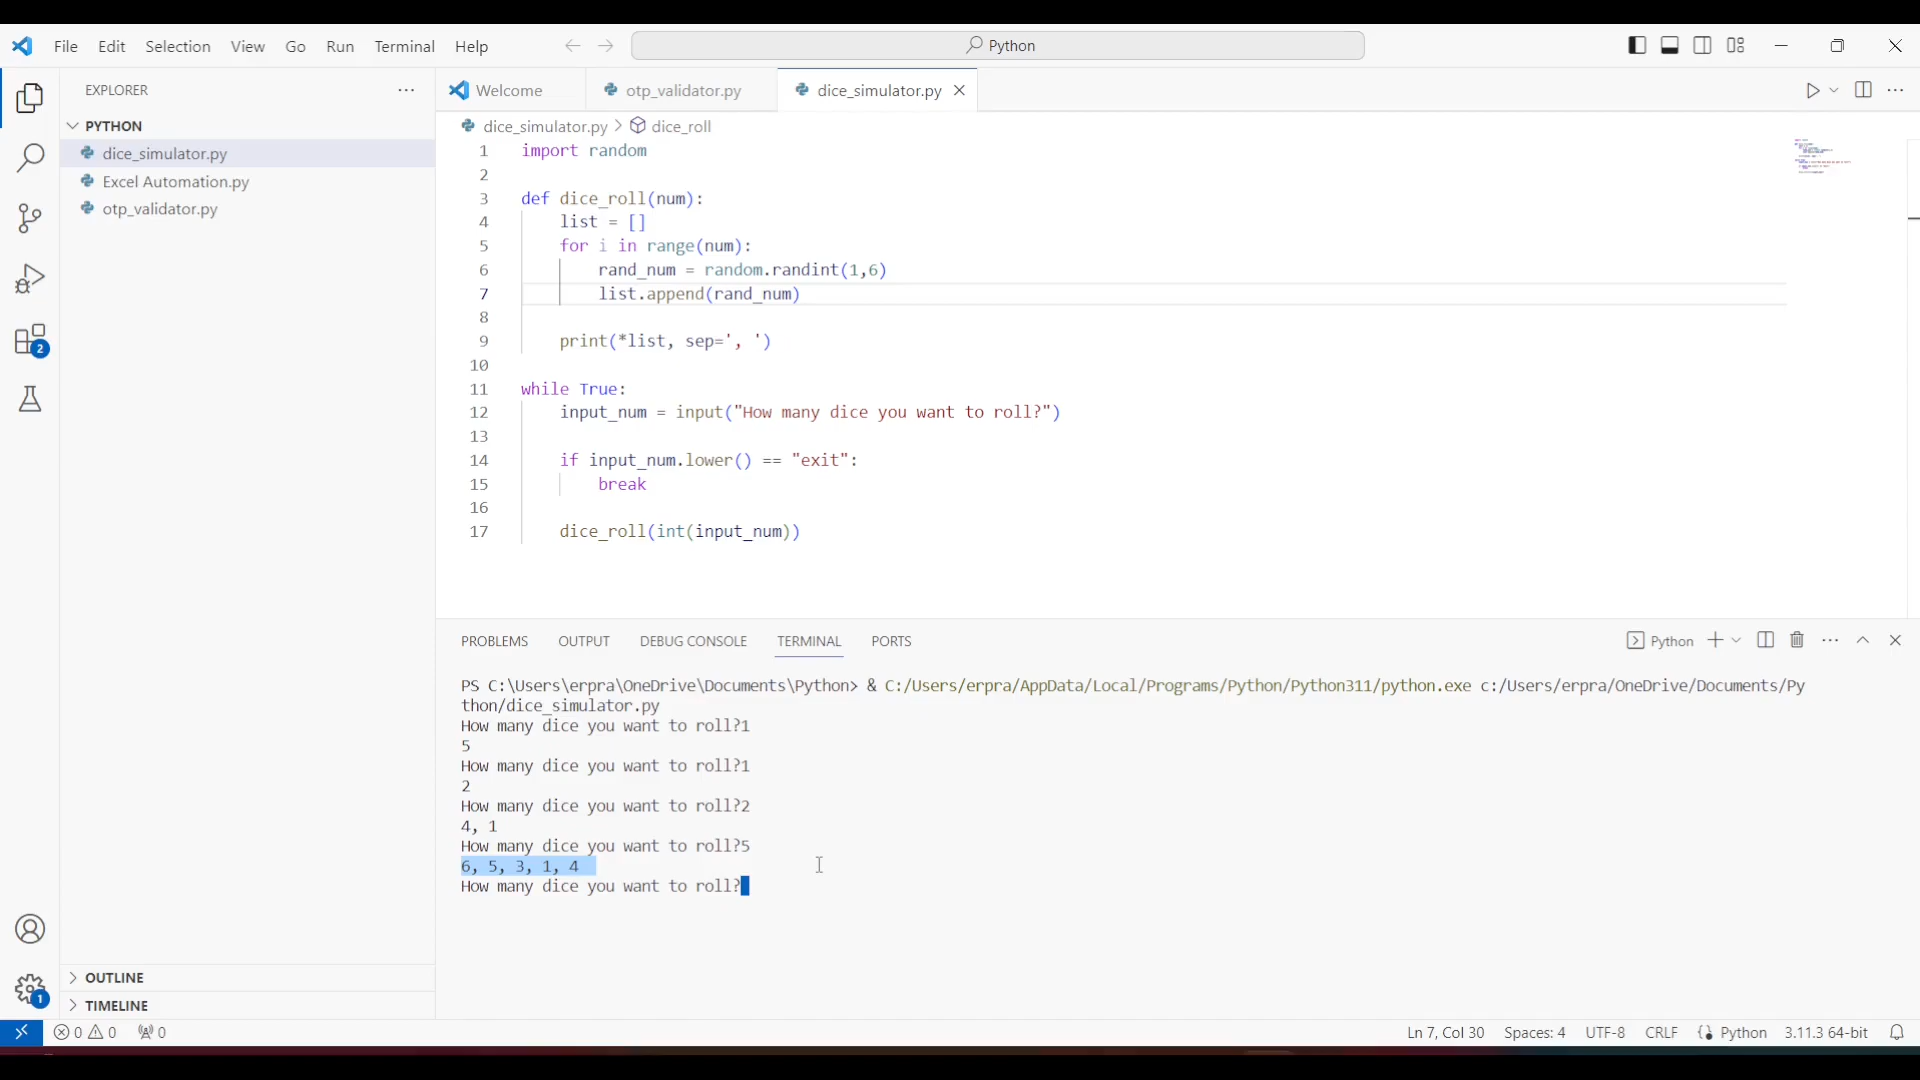 File Edit Selection View Go Run Terminal Help
Python
EXPLORER
PYTHON
dice_simulator.py
Excel Automation.py
otp_validator.py
OUTLINE
TIMELINE
2
1
Welcome otp_validator.py dice_simulator.py
dice_simulator.py > dice_roll
1 import random
2
3 def dice_roll(num):
4 list = []
5 for i in range(num):
6 rand_num = random.randint(1,6)
7 list.append(rand_num)
8
9 print(*list, sep=', ')
10
11 while True:
12 input_num = input("How many dice you want to roll?")
13
14 if input_num.lower() == "exit":
15 break
16
17 dice_roll(int(input_num))
PROBLEMS OUTPUT DEBUG CONSOLE TERMINAL PORTS
Python
PS C:\Users\erpra\OneDrive\Documents\Python> & C:/Users/erpra/AppData/Local/Programs/Python/Python311/python.exe c:/Users/erpra/OneDrive/Documents/Py
thon/dice_simulator.py
How many dice you want to roll?1
5
How many dice you want to roll?1
2
How many dice you want to roll?2
4, 1
How many dice you want to roll?5
6, 5, 3, 1, 4
How many dice you want to roll?
0 0 0
Ln 7, Col 30 Spaces: 4 UTF-8 CRLF Python 3.11.3 64-bit